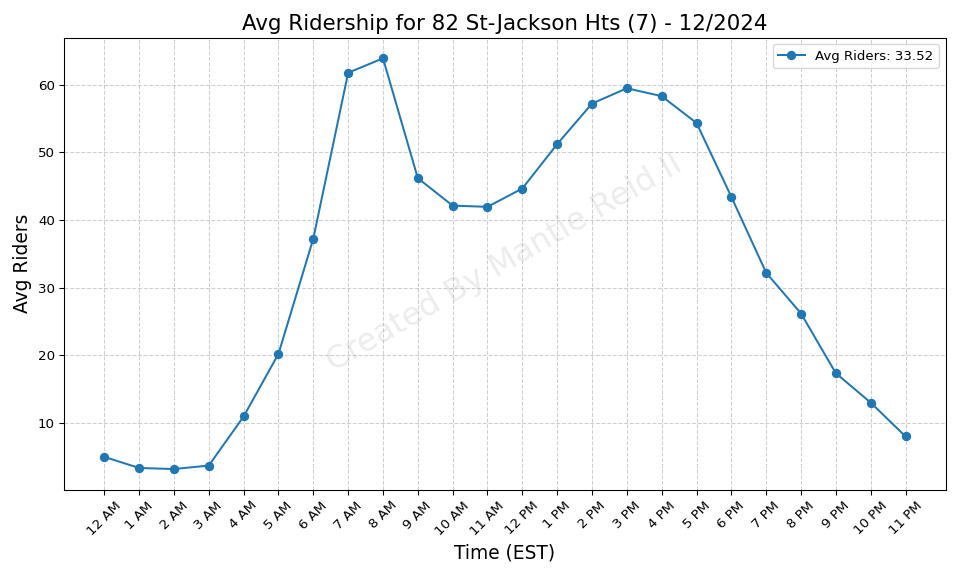 Avg Ridership for 82 St-Jackson Hts (7) - 12/2024
Avg Riders: 33.52
60
50
40
30
20
10
Avg Riders
Created By Mantle Reid II
12 AM
1 AM
2 AM
3 AM
4 AM
5 AM
6 AM
7 AM
8 AM
9 AM
10 AM
11 AM
12 PM
1 PM
2 PM
3 PM
4 PM
5 PM
6 PM
7 PM
8 PM
9 PM
10 PM
11 PM
Time (EST)